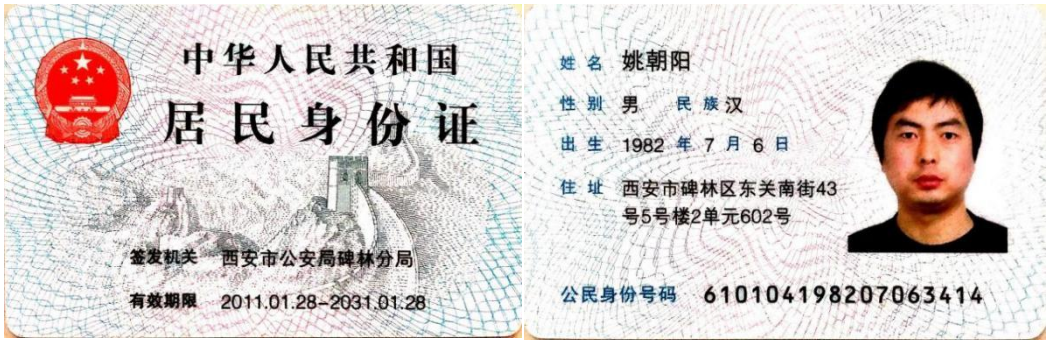 中华人民共和国
居民身份证
签发机关 西安市公安局碑林分局
有效期限 2011.01.28-2031.01.28
姓名 姚朝阳
性别 男 民族 汉
出生 1982 年 7 月 6 日
住址 西安市碑林区东关南街43
号5号楼2单元602号
公民身份号码 610104198207063414